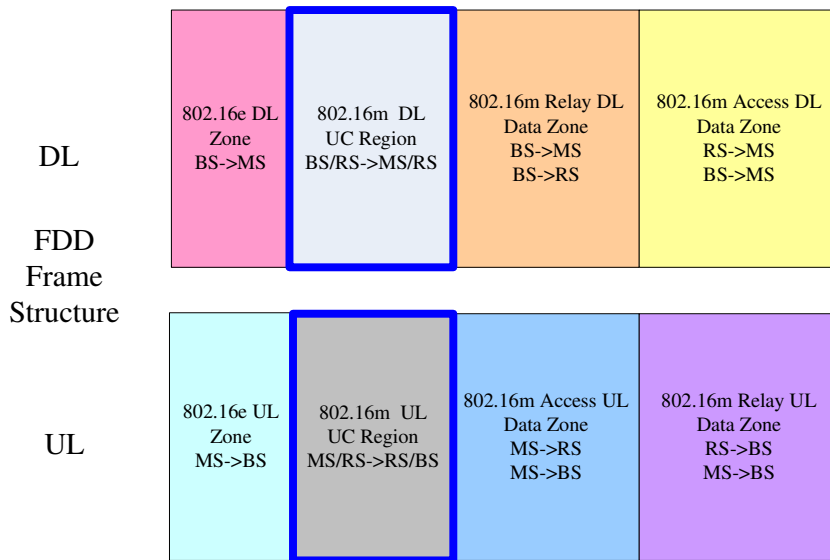 802.16e DL
Zone
BS->MS
802.16m  DL
UC Region
BS/RS->MS/RS
802.16m Relay DL
Data Zone
BS->MS
BS->RS
802.16m Access DL
Data Zone
RS->MS
BS->MS
DL
FDD
Frame
Structure
UL
802.16e UL
Zone
MS->BS
802.16m  UL
UC Region
MS/RS->RS/BS
802.16m Access UL
Data Zone
MS->RS
MS->BS
802.16m Relay UL
Data Zone
RS->BS
MS->BS